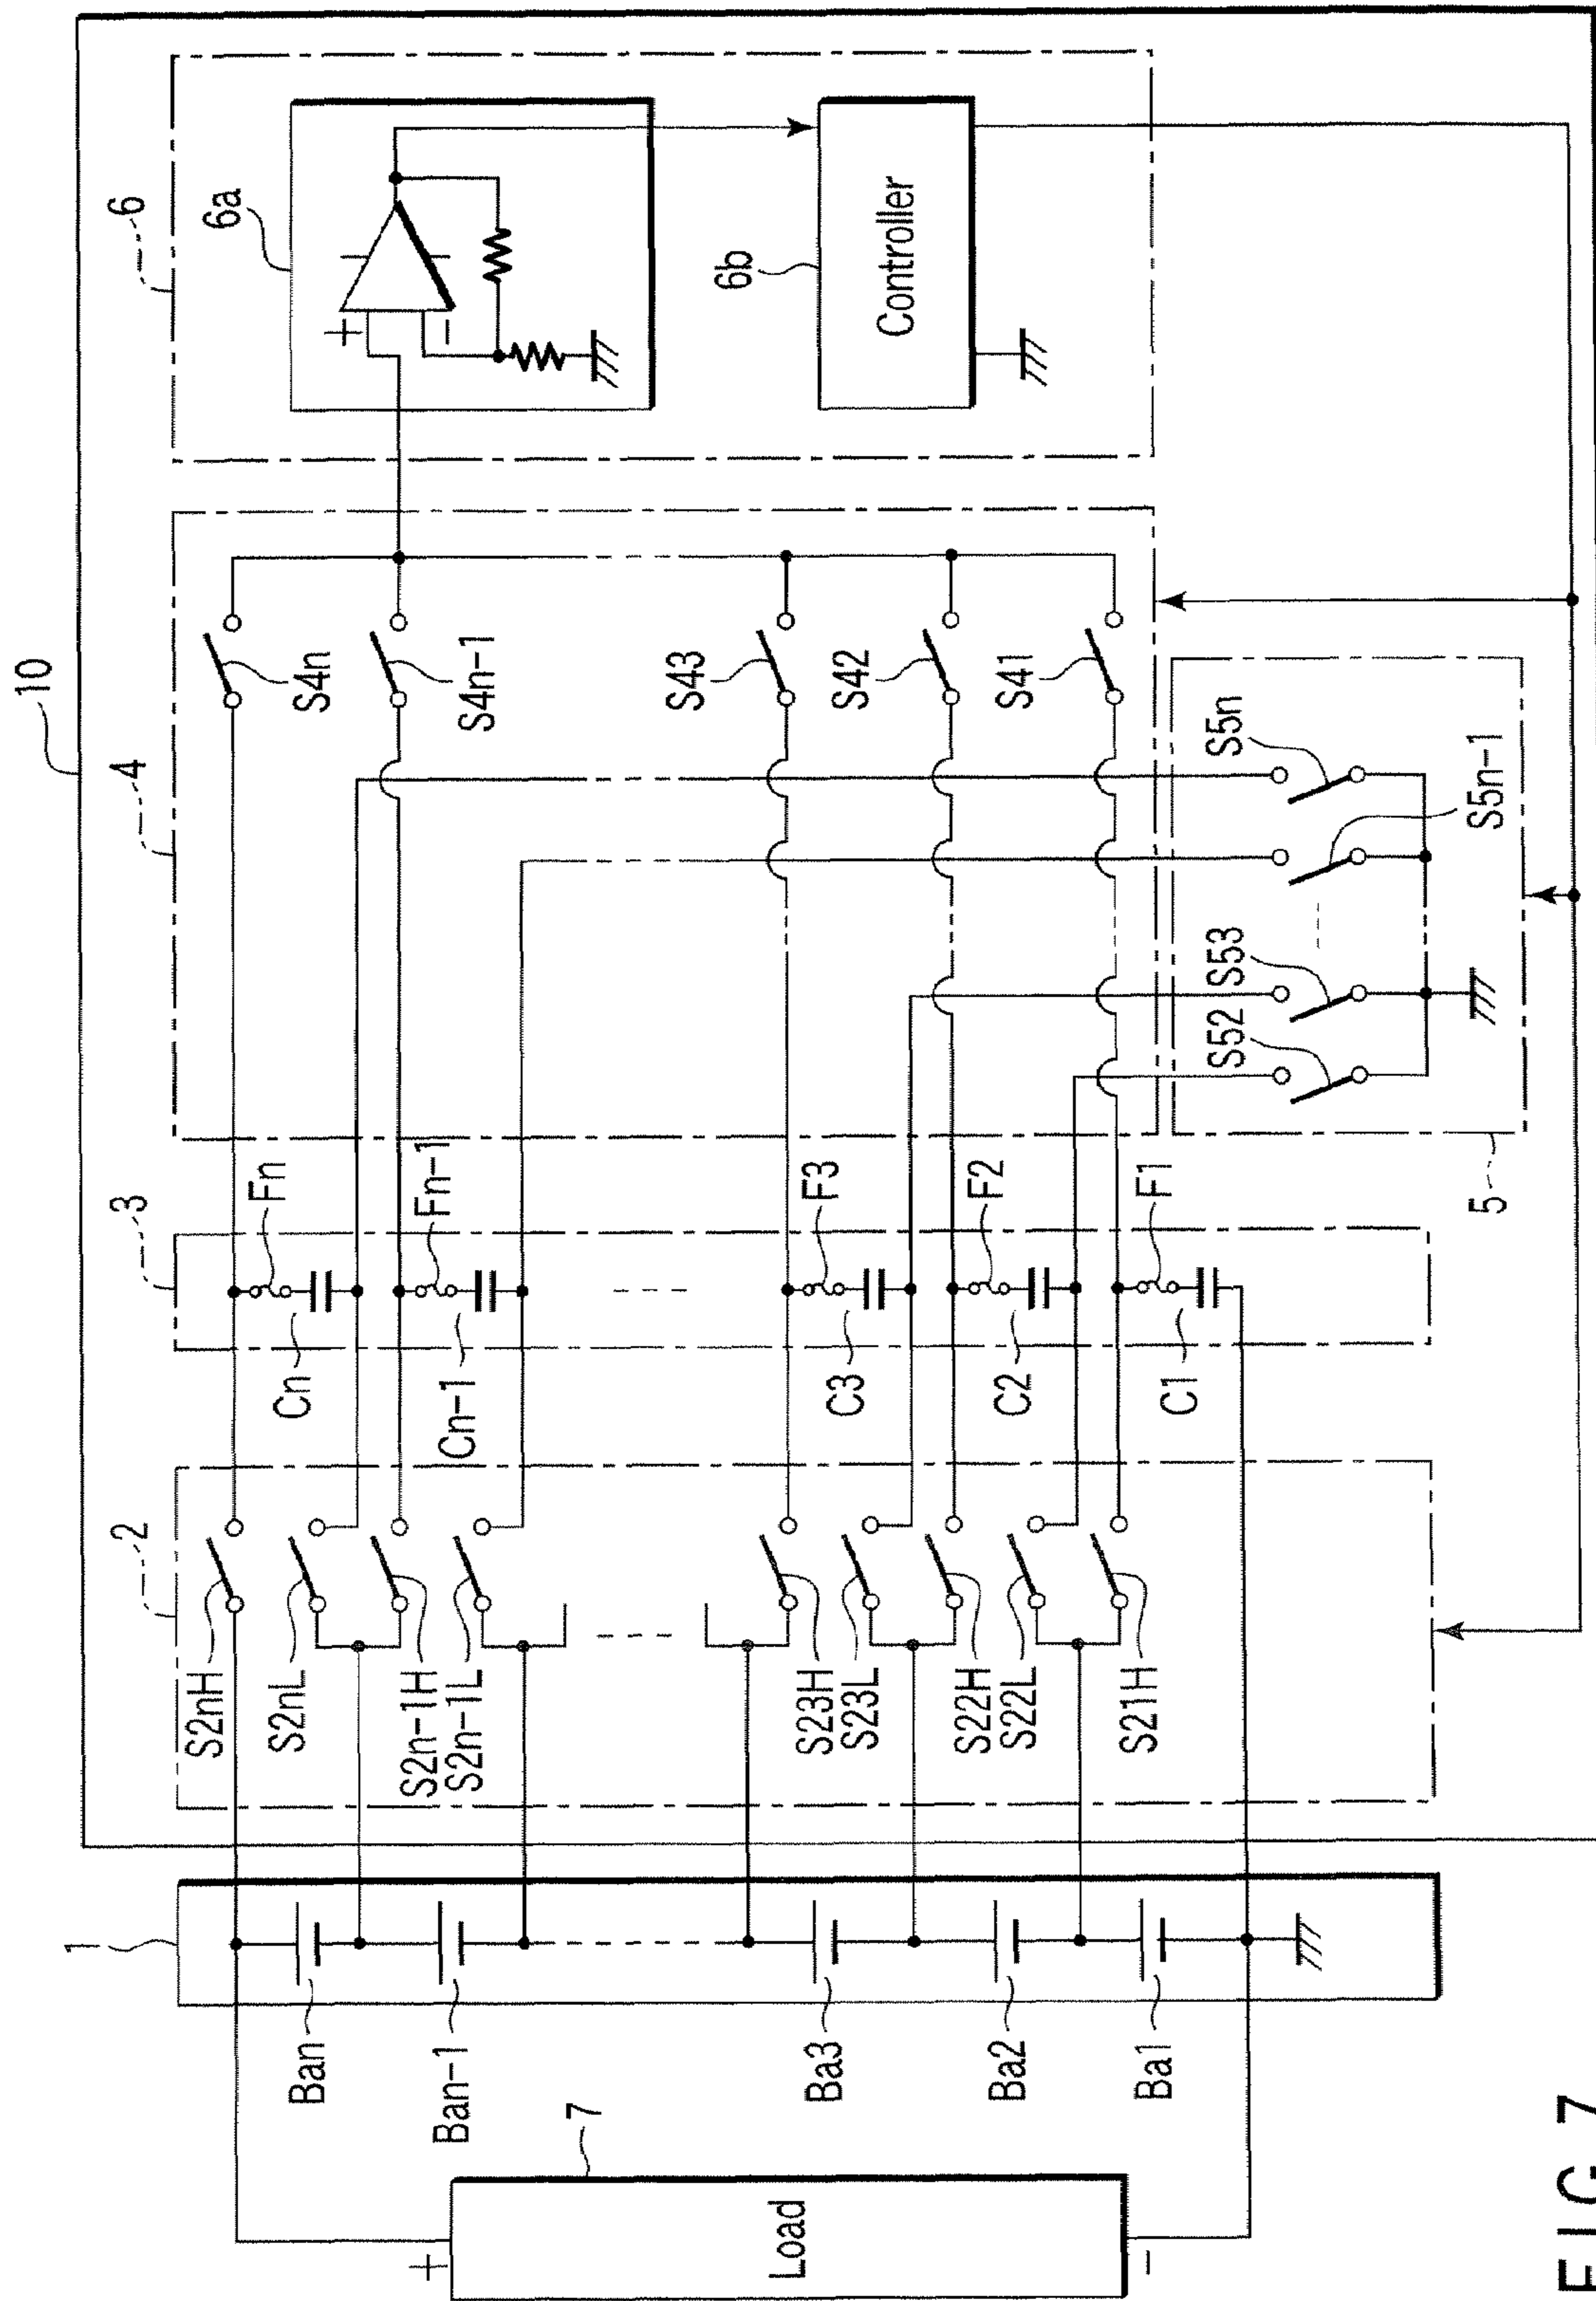 10
6
6a
+
−
6b
Controller
4
S4n
S4n-1
S43
S42
S41
S5n
S5n-1
S53
S52
5
3
Fn
Fn-1
F3
F2
F1
Cn
Cn-1
C3
C2
C1
2
S2nH
S2nL
S2n-1H
S2n-1L
S23H
S23L
S22H
S22L
S21H
1
Ban
Ban-1
Ba3
Ba2
Ba1
7
+
Load
−
FIG. 7